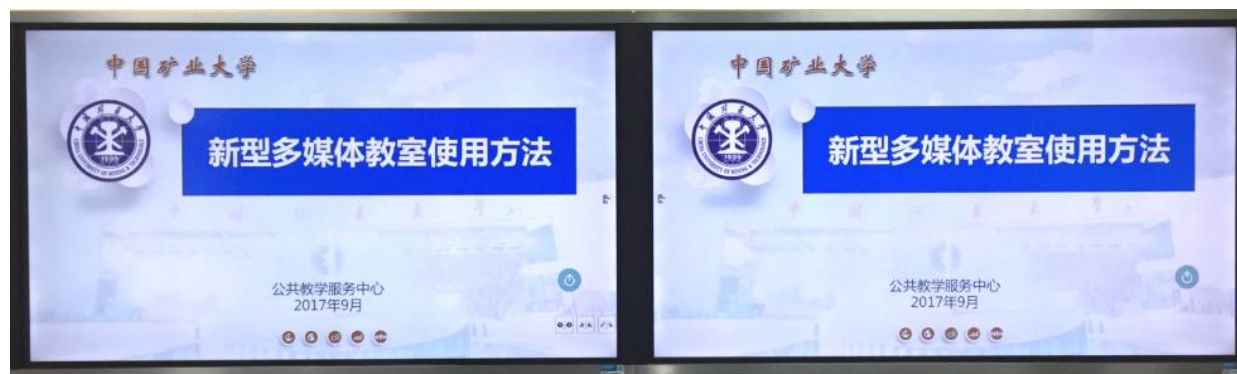 中国矿业大学
新型多媒体教室使用方法
公共教学服务中心
2017年9月
中国矿业大学
新型多媒体教室使用方法
公共教学服务中心
2017年9月